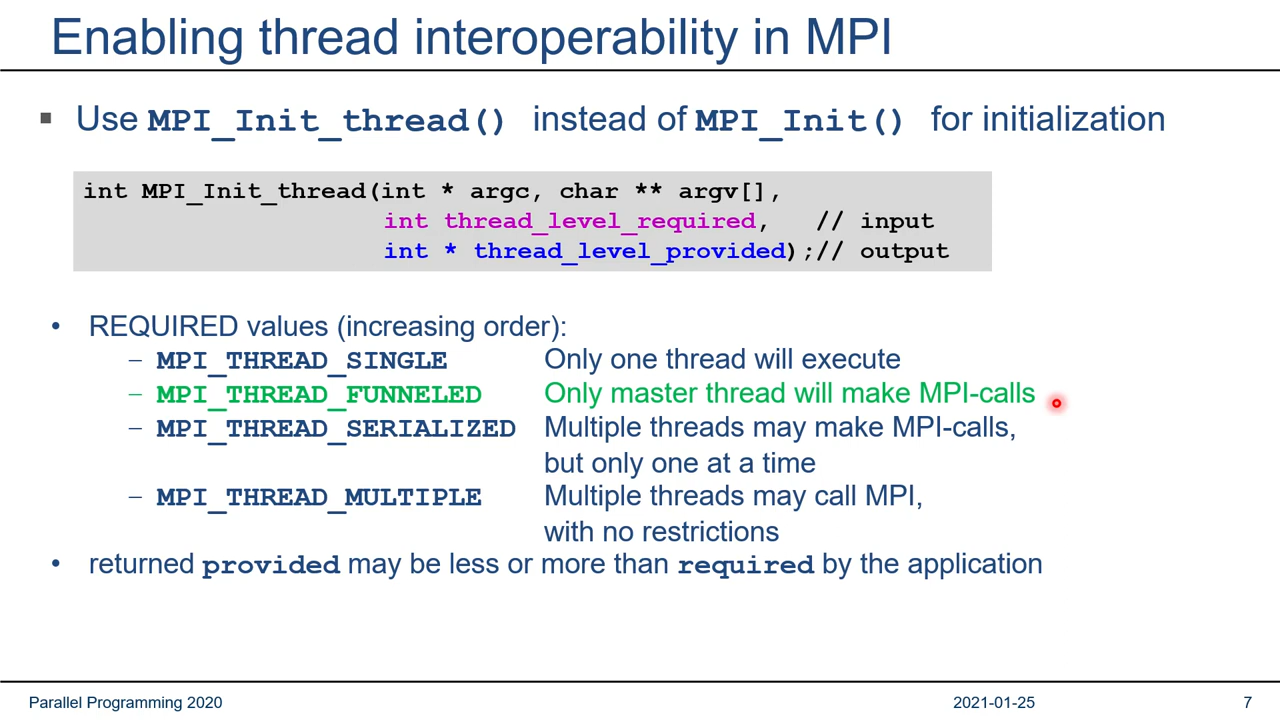 Enabling thread interoperability in MPI
Use MPI_Init_thread() instead of MPI_Init() for initialization
int MPI_Init_thread(int * argc, char ** argv[],
int thread_level_required, // input
int * thread_level_provided);// output
• REQUIRED values (increasing order):
– MPI_THREAD_SINGLE Only one thread will execute
– MPI_THREAD_FUNNELED Only master thread will make MPI-calls
– MPI_THREAD_SERIALIZED Multiple threads may make MPI-calls,
but only one at a time
– MPI_THREAD_MULTIPLE Multiple threads may call MPI,
with no restrictions
• returned provided may be less or more than required by the application
Parallel Programming 2020 2021-01-25 7